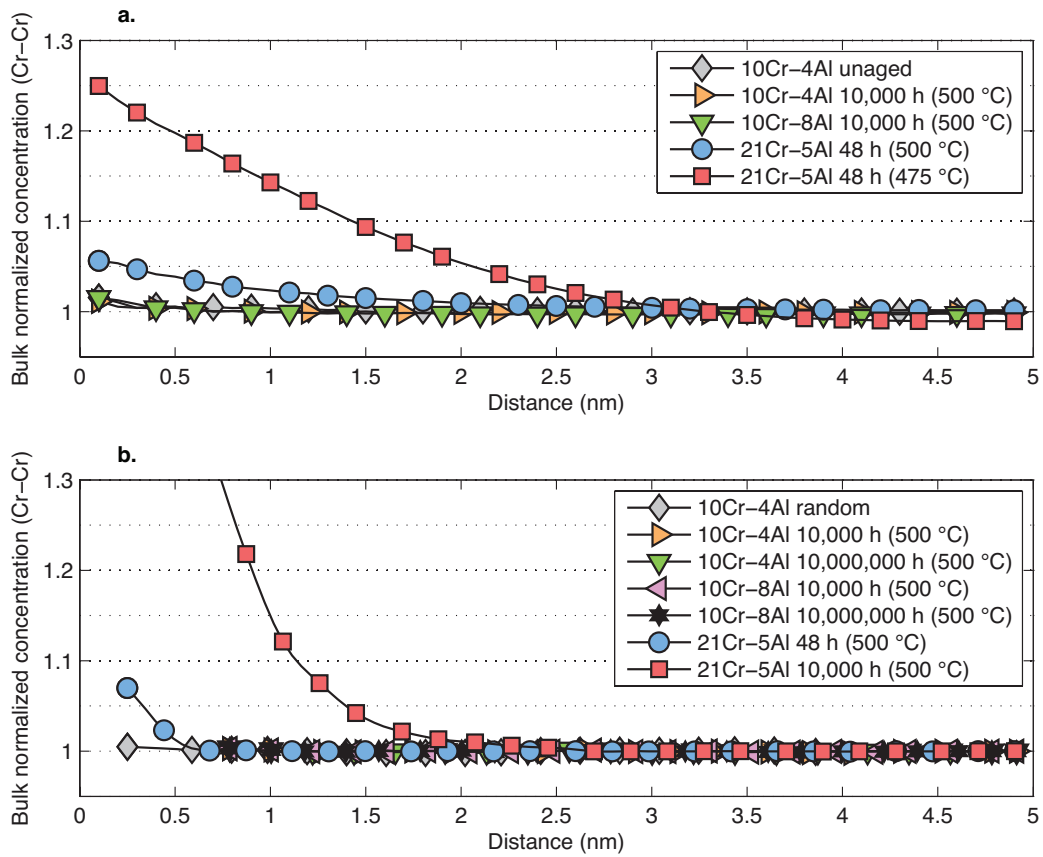 a.
Bulk normalized concentration (Cr–Cr)
1.3
1.2
1.1
1
0
0.5
1
1.5
2
2.5
3
3.5
4
4.5
5
Distance (nm)
10Cr–4Al unaged
10Cr–4Al 10,000 h (500 °C)
10Cr–8Al 10,000 h (500 °C)
21Cr–5Al 48 h (500 °C)
21Cr–5Al 48 h (475 °C)
b.
Bulk normalized concentration (Cr–Cr)
1.3
1.2
1.1
1
0
0.5
1
1.5
2
2.5
3
3.5
4
4.5
5
Distance (nm)
10Cr–4Al random
10Cr–4Al 10,000 h (500 °C)
10Cr–4Al 10,000,000 h (500 °C)
10Cr–8Al 10,000 h (500 °C)
10Cr–8Al 10,000,000 h (500 °C)
21Cr–5Al 48 h (500 °C)
21Cr–5Al 10,000 h (500 °C)